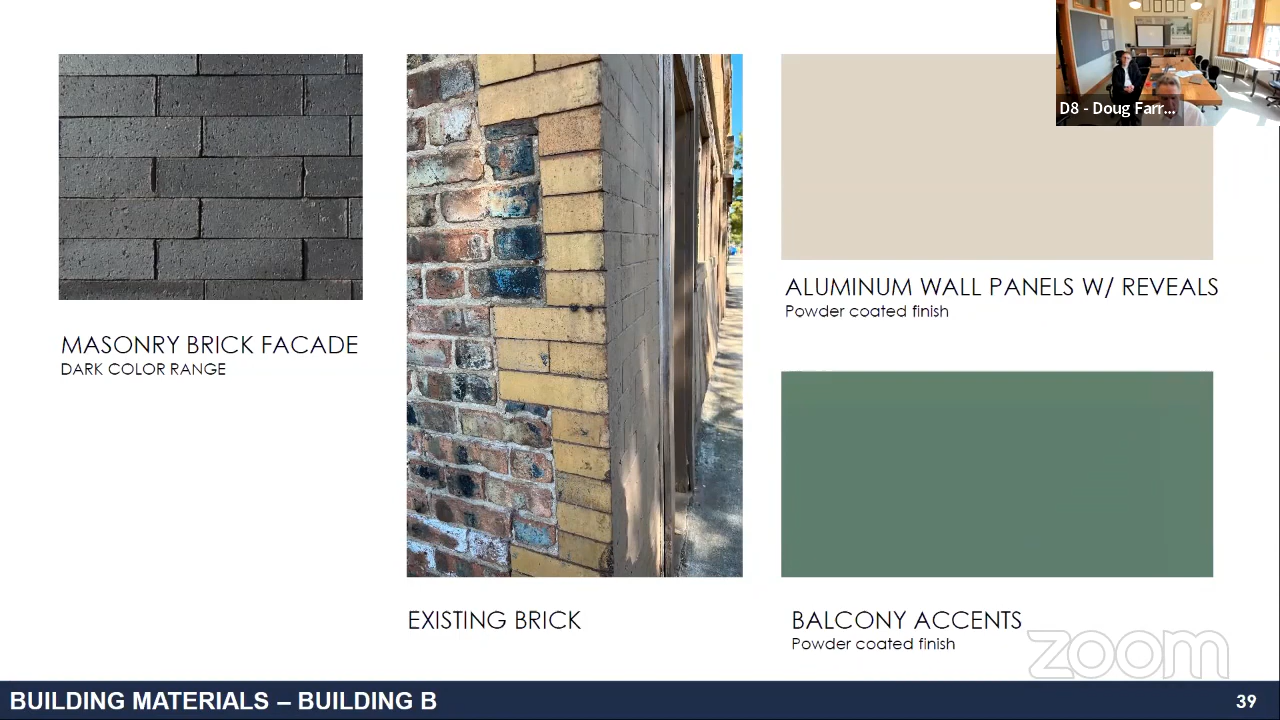 D8 - Doug Farr...
ALUMINUM WALL PANELS W/ REVEALS
Powder coated finish
MASONRY BRICK FACADE
DARK COLOR RANGE
EXISTING BRICK
BALCONY ACCENTS
Powder coated finish
zoom
BUILDING MATERIALS – BUILDING B
39